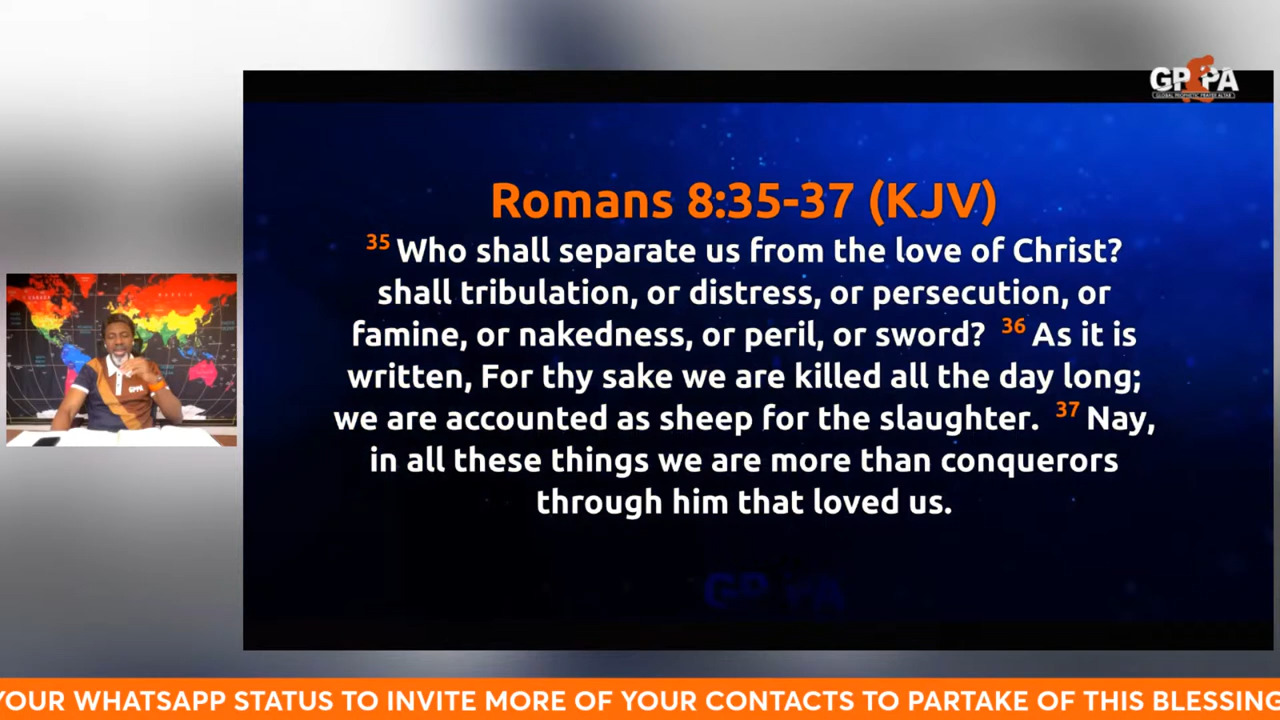 GPPA
GLOBAL PROPHETIC PRAYER ALTAR
Romans 8:35-37 (KJV)
35 Who shall separate us from the love of Christ?
shall tribulation, or distress, or persecution, or
famine, or nakedness, or peril, or sword? 36 As it is
written, For thy sake we are killed all the day long;
we are accounted as sheep for the slaughter. 37 Nay,
in all these things we are more than conquerors
through him that loved us.
YOUR WHATSAPP STATUS TO INVITE MORE OF YOUR CONTACTS TO PARTAKE OF THIS BLESSING